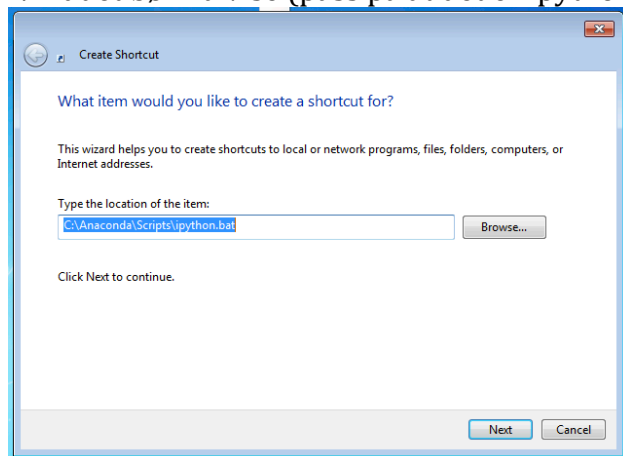 Create Shortcut
What item would you like to create a shortcut for?
This wizard helps you to create shortcuts to local or network programs, files, folders, computers, or
Internet addresses.
Type the location of the item:
C:\Anaconda\Scripts\ipython.bat
Browse...
Click Next to continue.
Next Cancel